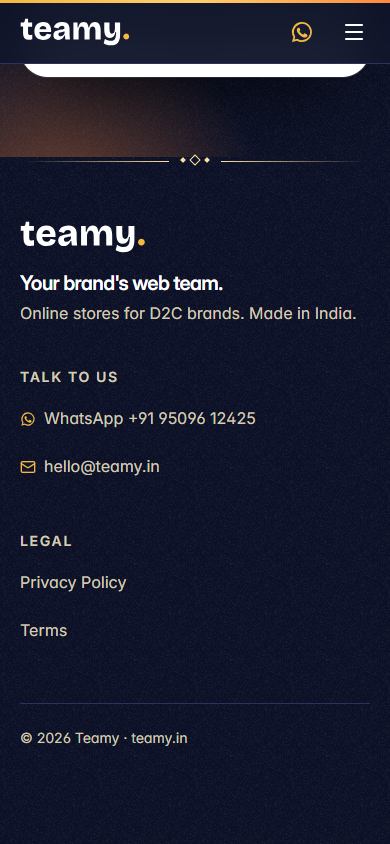 teamy.
teamy.
Your brand's web team.
Online stores for D2C brands. Made in India.
TALK TO US
WhatsApp +91 95096 12425
hello@teamy.in
LEGAL
Privacy Policy
Terms
© 2026 Teamy · teamy.in